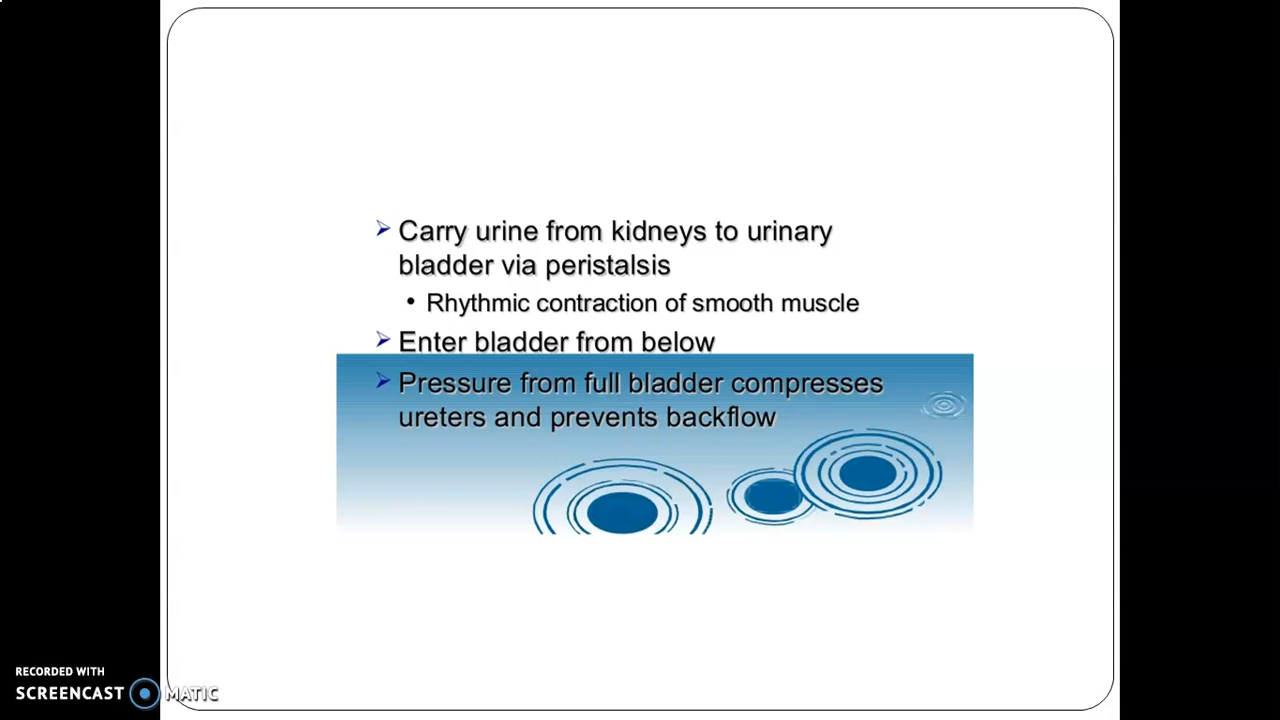 ➢ Carry urine from kidneys to urinary
bladder via peristalsis
• Rhythmic contraction of smooth muscle
➢ Enter bladder from below
➢ Pressure from full bladder compresses
ureters and prevents backflow
RECORDED WITH
SCREENCAST MATIC